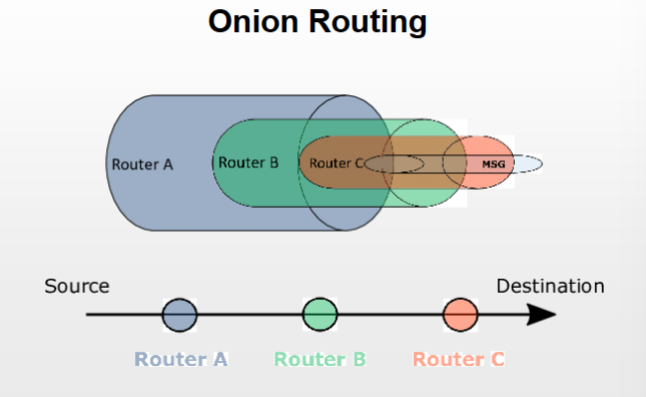 Onion Routing
Router A Router B Router C MSG
Source Destination
Router A Router B Router C